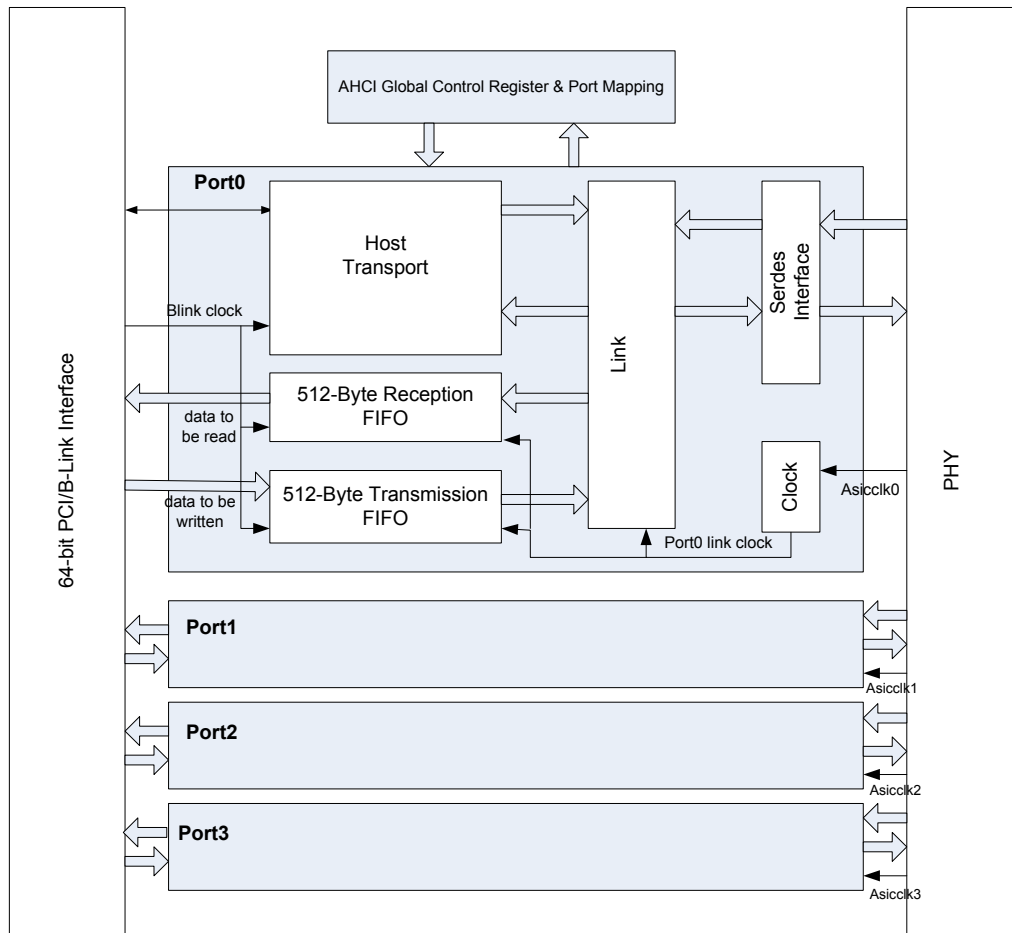 AHCI Global Control Register & Port Mapping
Port0
Host
Transport
Blink clock
512-Byte Reception
FIFO
data to
be read
512-Byte Transmission
FIFO
data to be
written
Link
Serdes
Interface
Clock
Asicclk0
Port0 link clock
64-bit PCI/B-Link Interface
PHY
Port1
Asicclk1
Port2
Asicclk2
Port3
Asicclk3